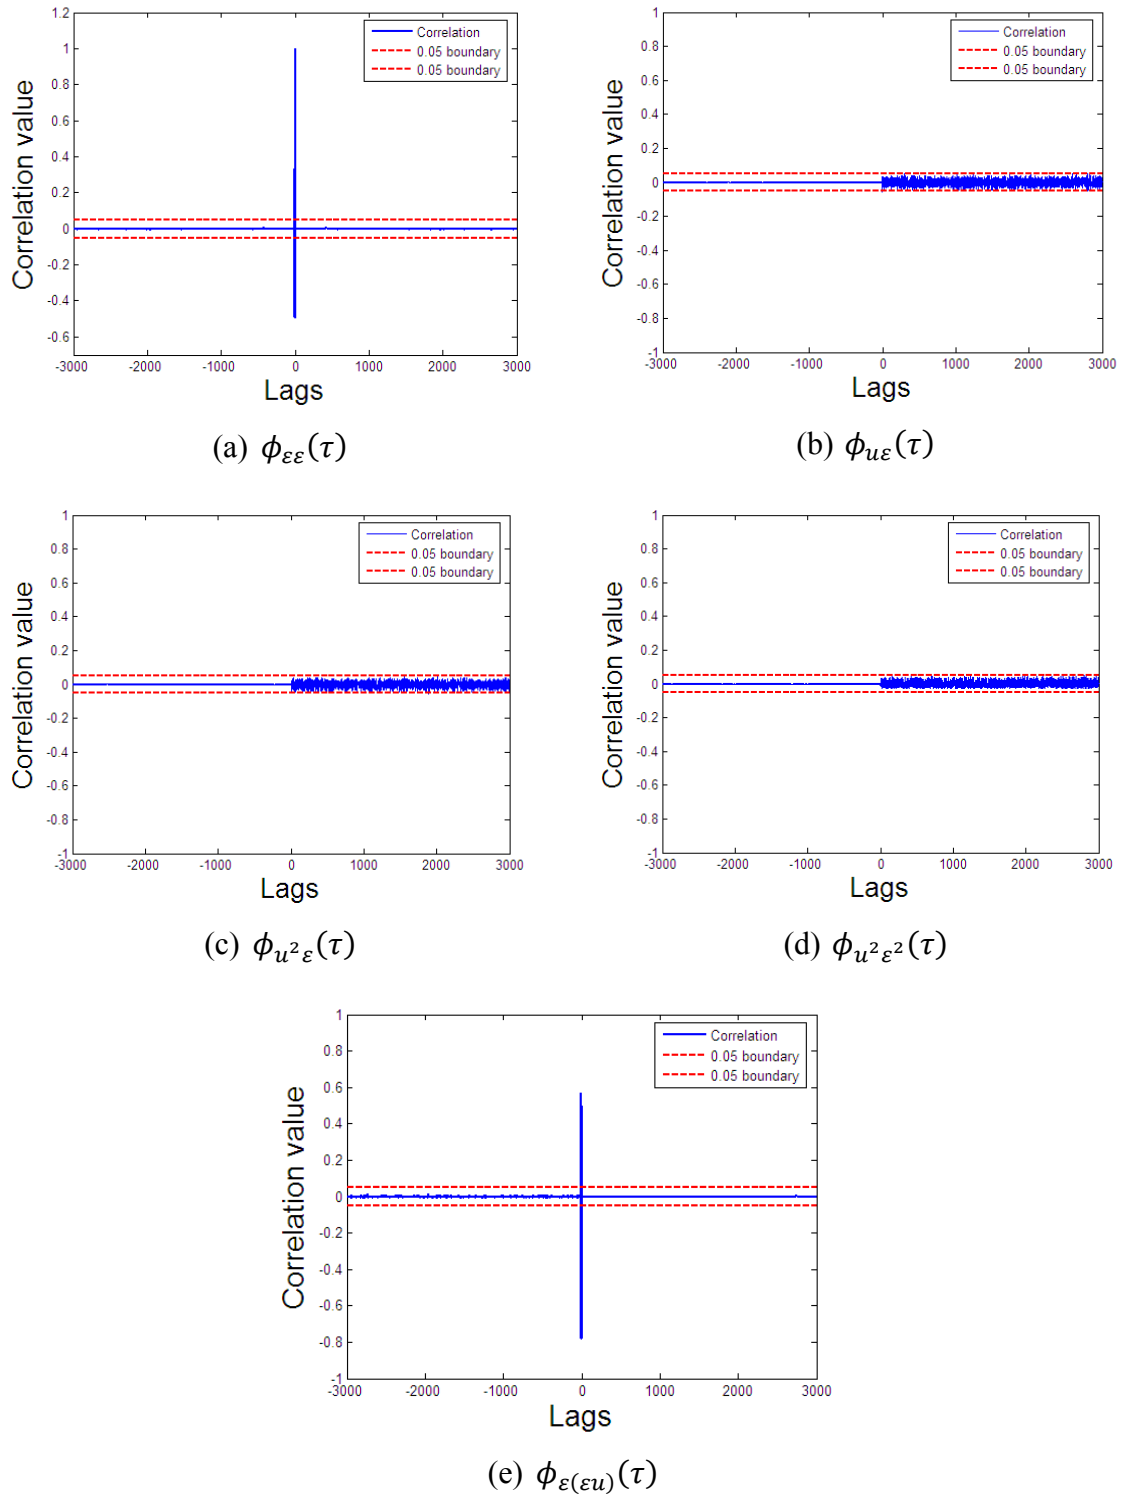 1.2
1
0.8
0.6
0.4
0.2
0
-0.2
-0.4
-0.6
-3000 -2000 -1000 0 1000 2000 3000
Correlation value
Lags
Correlation
0.05 boundary
0.05 boundary
(a) ϕεε(τ)
1
0.8
0.6
0.4
0.2
0
-0.2
-0.4
-0.6
-0.8
-1
-3000 -2000 -1000 0 1000 2000 3000
Correlation value
Lags
Correlation
0.05 boundary
0.05 boundary
(b) ϕuε(τ)
1
0.8
0.6
0.4
0.2
0
-0.2
-0.4
-0.6
-0.8
-1
-3000 -2000 -1000 0 1000 2000 3000
Correlation value
Lags
Correlation
0.05 boundary
0.05 boundary
(c) ϕu²ε(τ)
1
0.8
0.6
0.4
0.2
0
-0.2
-0.4
-0.6
-0.8
-1
-3000 -2000 -1000 0 1000 2000 3000
Correlation value
Lags
Correlation
0.05 boundary
0.05 boundary
(d) ϕu²ε²(τ)
1
0.8
0.6
0.4
0.2
0
-0.2
-0.4
-0.6
-0.8
-1
-3000 -2000 -1000 0 1000 2000 3000
Correlation value
Lags
Correlation
0.05 boundary
0.05 boundary
(e) ϕε(εu)(τ)